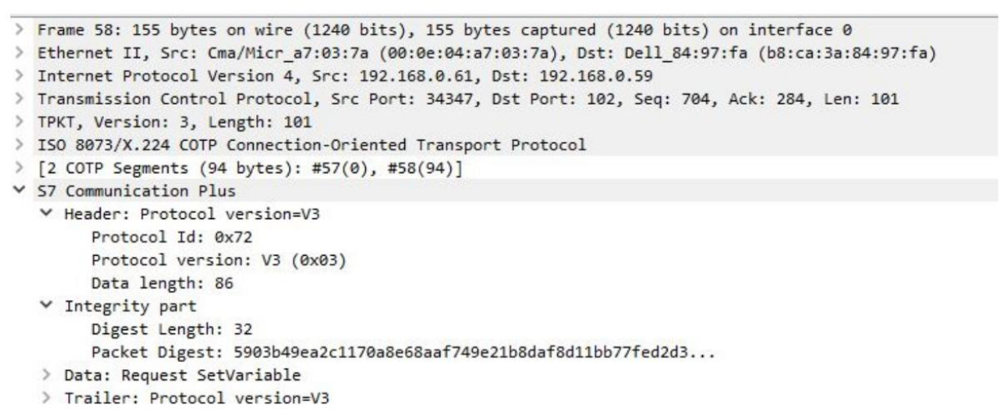 Frame 58: 155 bytes on wire (1240 bits), 155 bytes captured (1240 bits) on interface 0
Ethernet II, Src: Cma/Micr_a7:03:7a (00:0e:04:a7:03:7a), Dst: Dell_84:97:fa (b8:ca:3a:84:97:fa)
Internet Protocol Version 4, Src: 192.168.0.61, Dst: 192.168.0.59
Transmission Control Protocol, Src Port: 34347, Dst Port: 102, Seq: 704, Ack: 284, Len: 101
TPKT, Version: 3, Length: 101
ISO 8073/X.224 COTP Connection-Oriented Transport Protocol
[2 COTP Segments (94 bytes): #57(0), #58(94)]
S7 Communication Plus
Header: Protocol version=V3
Protocol Id: 0x72
Protocol version: V3 (0x03)
Data length: 86
Integrity part
Digest Length: 32
Packet Digest: 5903b49ea2c1170a8e68aaf749e21b8daf8d11bb77fed2d3...
Data: Request SetVariable
Trailer: Protocol version=V3